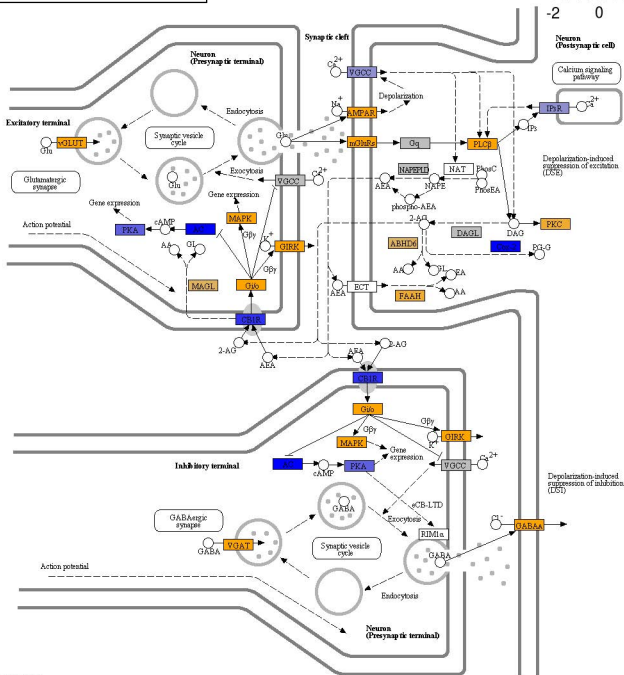 -2 0
Synaptic cleft
Neuron
(Postsynaptic cell)
Neuron
(Presynaptic terminal)
Ca2+
VGCC
Calcium signaling
pathway
Depolarization
Na+
AMPAR
IP3R
Ca2+
IP3
Excitatory terminal
Endocytosis
vGLUT
Glu
Synaptic vesicle
cycle
Glu
mGluRs
Gq
PLCβ
Depolarization-induced
suppression of excitation
(DSE)
Exocytosis
NAPEPLD
NAT
PhosC
Glutamatergic
synapse
Glu
VGCC
Ca2+
AEA
NAPE
PhosEA
Gene expression
Gene expression
phospho-AEA
MAPK
2-AG
DAG
PKC
Action potential
PKA
cAMP
Gβγ
K+
DAGL
AA
GL
GIRK
ABHD6
PG-G
Gβγ
AA
GL
EA
MAGL
Gi/o
AEA
ECT
FAAH
AA
CB1R
2-AG
AEA
AEA
2-AG
CB1R
Gi/o
Gβγ
Gβγ
K+
GIRK
MAPK
Gene
expression
Inhibitory terminal
cAMP
PKA
VGCC
Ca2+
Depolarization-induced
suppression of inhibition
(DSI)
eCB-LTD
GABA
Exocytosis
GABAergic
synapse
RIM1α
Cl-
GABAA
GABA
VGAT
Synaptic vesicle
cycle
GABA
Action potential
Endocytosis
Neuron
(Presynaptic terminal)